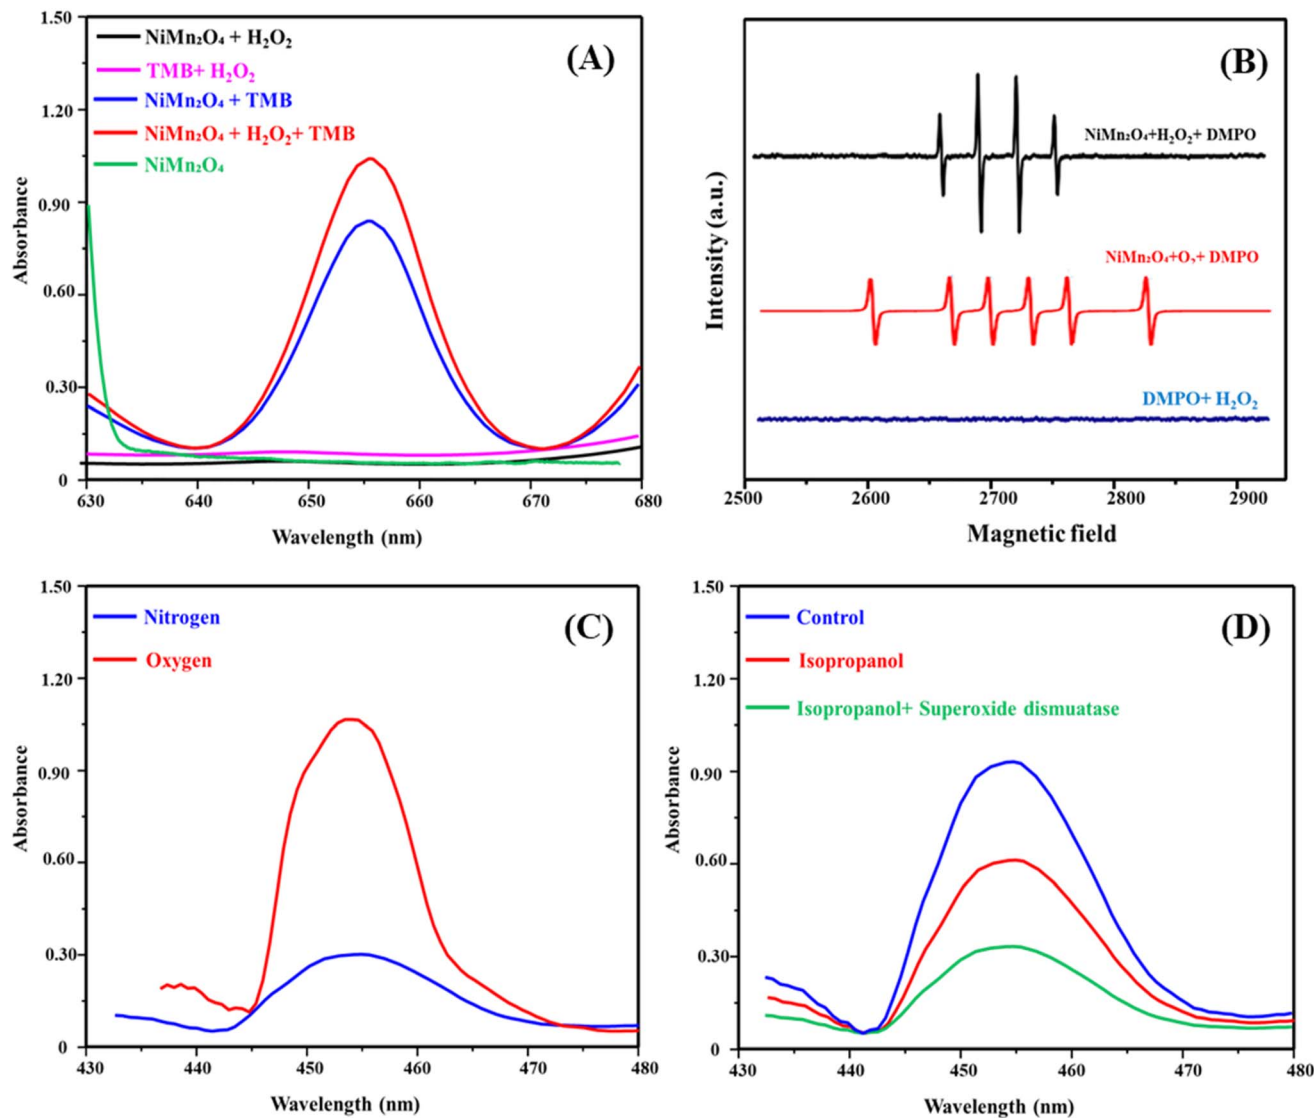 1.50
1.20
0.90
0.60
0.30
0
Absorbance
NiMn₂O₄ + H₂O₂
TMB+ H₂O₂
NiMn₂O₄ + TMB
NiMn₂O₄ + H₂O₂+ TMB
NiMn₂O₄
(A)
630 640 650 660 670 680
Wavelength (nm)
(B)
Intensity (a.u.)
NiMn₂O₄+H₂O₂+ DMPO
NiMn₂O₄+O₂+ DMPO
DMPO+ H₂O₂
2500 2600 2700 2800 2900
Magnetic field
1.50
1.20
0.90
0.60
0.30
0
Absorbance
Nitrogen
Oxygen
(C)
430 440 450 460 470 480
Wavelength (nm)
1.50
1.20
0.90
0.60
0.30
0
Absorbance
Control
Isopropanol
Isopropanol+ Superoxide dismuatase
(D)
430 440 450 460 470 480
Wavelength (nm)